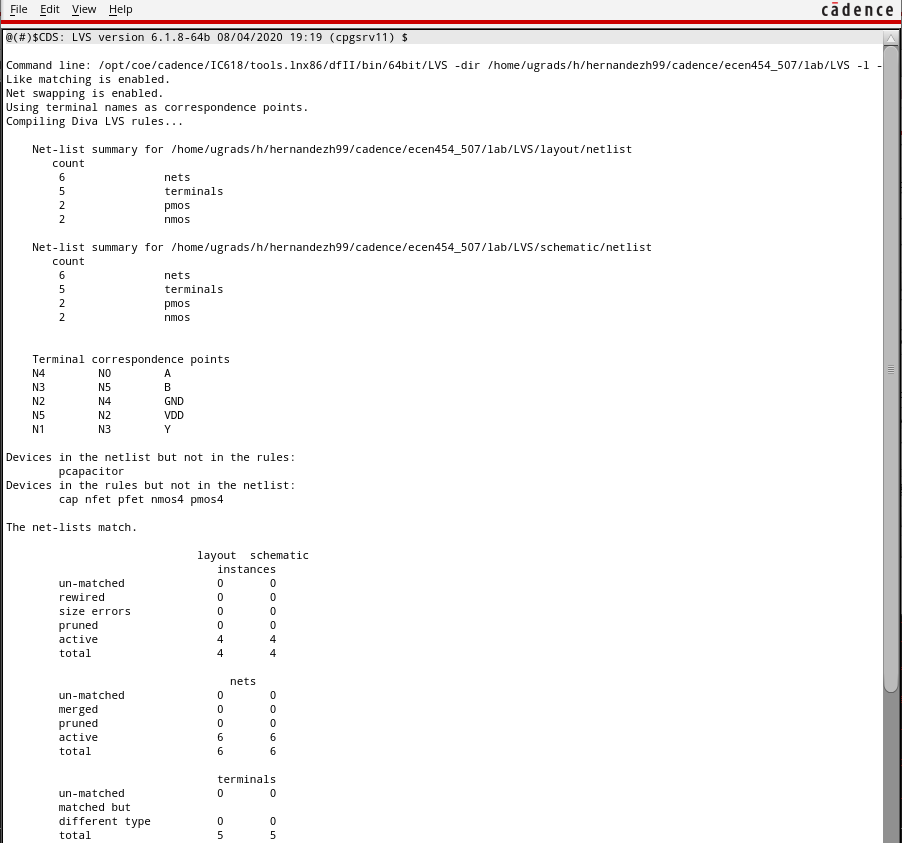 File Edit View Help cādence
@(#)$CDS: LVS version 6.1.8-64b 08/04/2020 19:19 (cpgsrv11) $
Command line: /opt/coe/cadence/IC618/tools.lnx86/dfII/bin/64bit/LVS -dir /home/ugrads/h/hernandezh99/cadence/ecen454_507/lab/LVS -l -
Like matching is enabled.
Net swapping is enabled.
Using terminal names as correspondence points.
Compiling Diva LVS rules...
Net-list summary for /home/ugrads/h/hernandezh99/cadence/ecen454_507/lab/LVS/layout/netlist
count
6 nets
5 terminals
2 pmos
2 nmos
Net-list summary for /home/ugrads/h/hernandezh99/cadence/ecen454_507/lab/LVS/schematic/netlist
count
6 nets
5 terminals
2 pmos
2 nmos
Terminal correspondence points
N4 N0 A
N3 N5 B
N2 N4 GND
N5 N2 VDD
N1 N3 Y
Devices in the netlist but not in the rules:
pcapacitor
Devices in the rules but not in the netlist:
cap nfet pfet nmos4 pmos4
The net-lists match.
layout schematic
instances
un-matched 0 0
rewired 0 0
size errors 0 0
pruned 0 0
active 4 4
total 4 4
nets
un-matched 0 0
merged 0 0
pruned 0 0
active 6 6
total 6 6
terminals
un-matched 0 0
matched but
different type 0 0
total 5 5